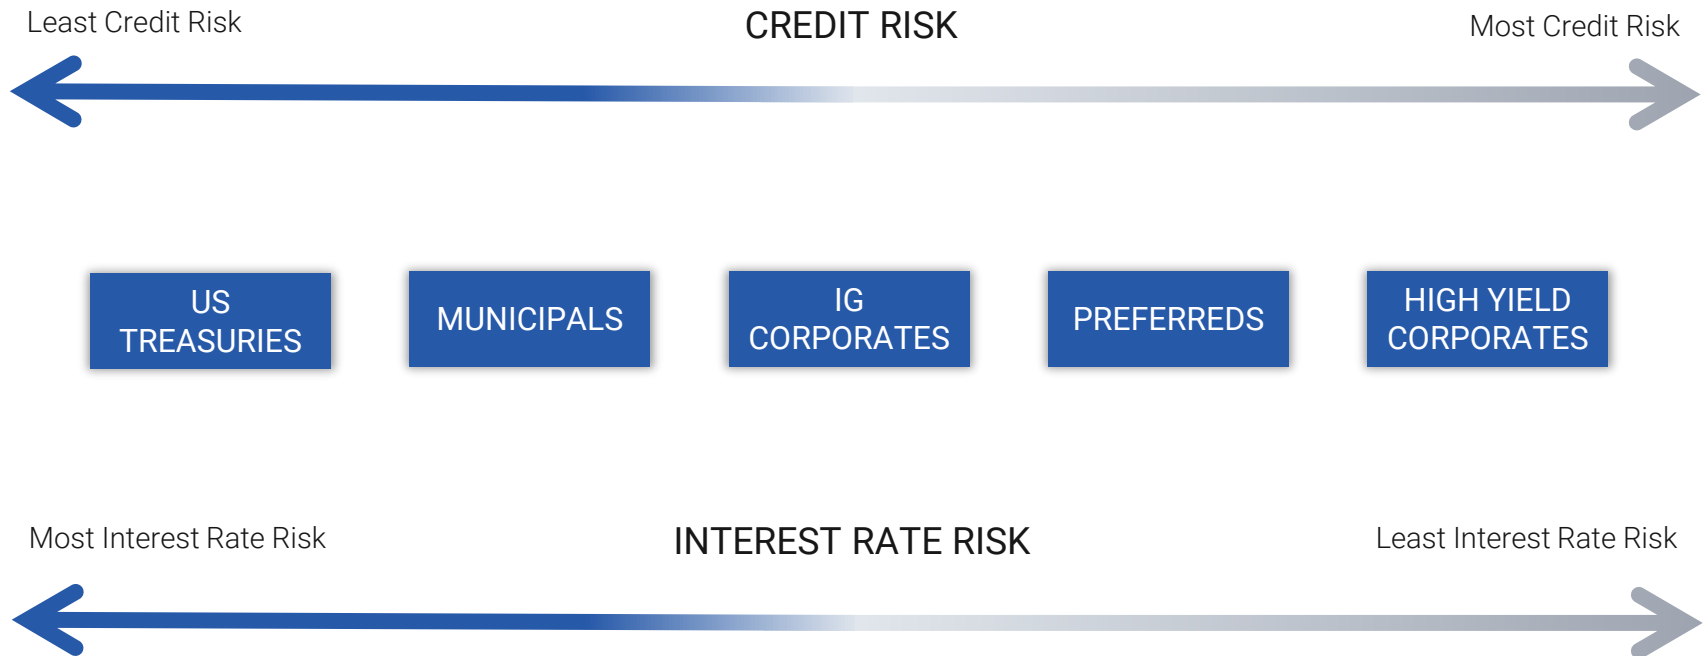 Least Credit Risk
CREDIT RISK
Most Credit Risk
US
TREASURIES
MUNICIPALS
IG
CORPORATES
PREFERREDS
HIGH YIELD
CORPORATES
Most Interest Rate Risk
INTEREST RATE RISK
Least Interest Rate Risk